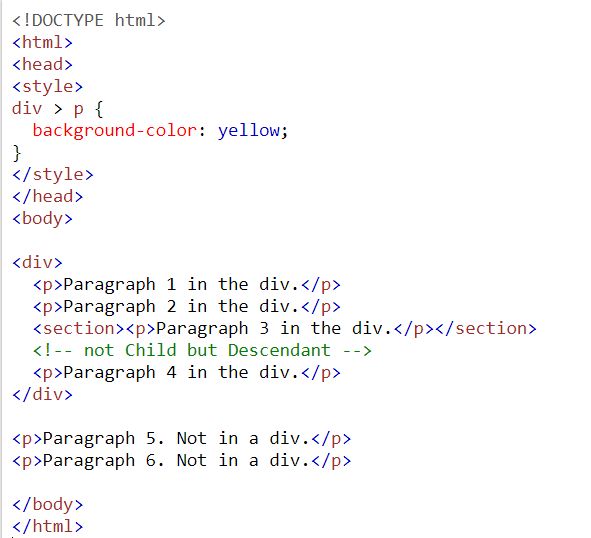 <!DOCTYPE html>
<html>
<head>
<style>
div > p {
  background-color: yellow;
}
</style>
</head>
<body>

<div>
  <p>Paragraph 1 in the div.</p>
  <p>Paragraph 2 in the div.</p>
  <section><p>Paragraph 3 in the div.</p></section>
  <!-- not Child but Descendant -->
  <p>Paragraph 4 in the div.</p>
</div>

<p>Paragraph 5. Not in a div.</p>
<p>Paragraph 6. Not in a div.</p>

</body>
</html>